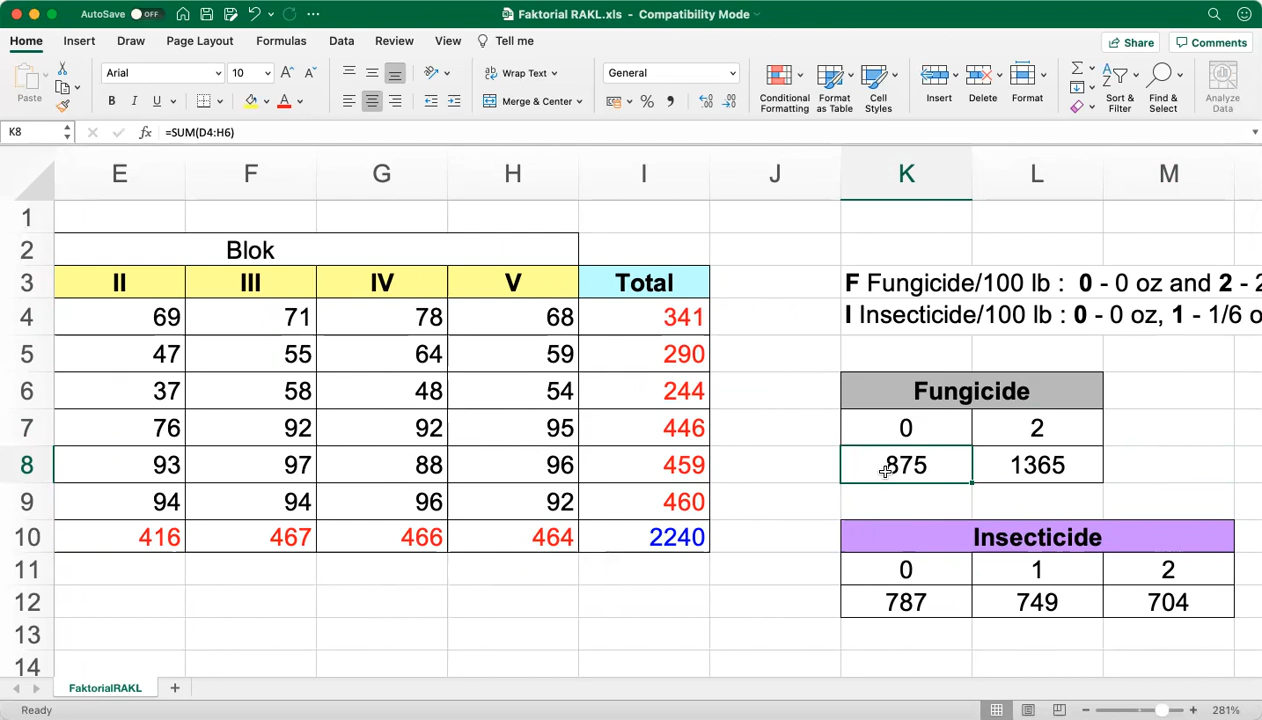 AutoSave OFF
Faktorial RAKL.xls - Compatibility Mode
Home Insert Draw Page Layout Formulas Data Review View Tell me Share Comments
Paste Arial 10 Wrap Text General Conditional Formatting Format as Table Cell Styles Insert Delete Format Sort & Filter Find & Select Analyze Data
B I U A Merge & Center %
K8 fx =SUM(D4:H6)
E F G H I J K L M
1
2 Blok
3 II III IV V Total F Fungicide/100 lb : 0 - 0 oz and 2 - 2
4 69 71 78 68 341 I Insecticide/100 lb : 0 - 0 oz, 1 - 1/6 o
5 47 55 64 59 290
6 37 58 48 54 244 Fungicide
7 76 92 92 95 446 0 2
8 93 97 88 96 459 875 1365
9 94 94 96 92 460
10 416 467 466 464 2240 Insecticide
11 0 1 2
12 787 749 704
13
14
FaktorialRAKL
Ready 281%